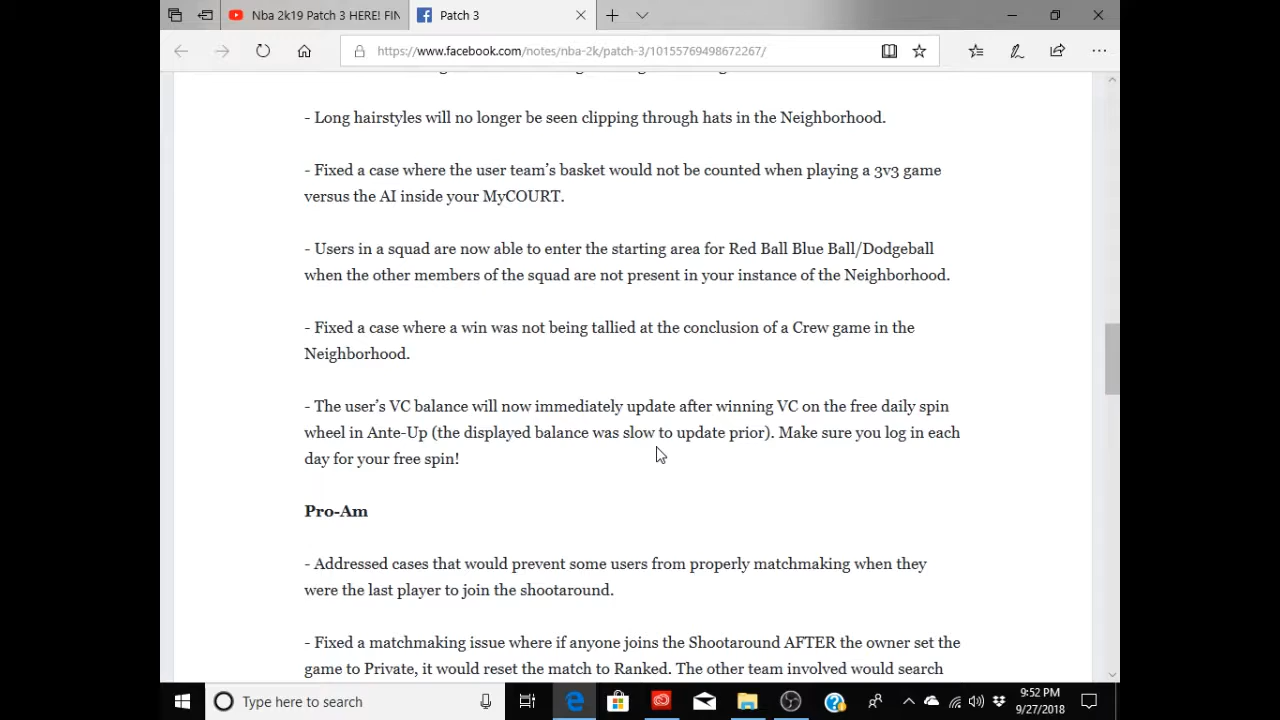 Nba 2k19 Patch 3 HERE! FIN
Patch 3
https://www.facebook.com/notes/nba-2k/patch-3/10155769498672267/
- Long hairstyles will no longer be seen clipping through hats in the Neighborhood.
- Fixed a case where the user team’s basket would not be counted when playing a 3v3 game
versus the AI inside your MyCOURT.
- Users in a squad are now able to enter the starting area for Red Ball Blue Ball/Dodgeball
when the other members of the squad are not present in your instance of the Neighborhood.
- Fixed a case where a win was not being tallied at the conclusion of a Crew game in the
Neighborhood.
- The user’s VC balance will now immediately update after winning VC on the free daily spin
wheel in Ante-Up (the displayed balance was slow to update prior). Make sure you log in each
day for your free spin!
Pro-Am
- Addressed cases that would prevent some users from properly matchmaking when they
were the last player to join the shootaround.
- Fixed a matchmaking issue where if anyone joins the Shootaround AFTER the owner set the
game to Private, it would reset the match to Ranked. The other team involved would search
Type here to search
9:52 PM
9/27/2018